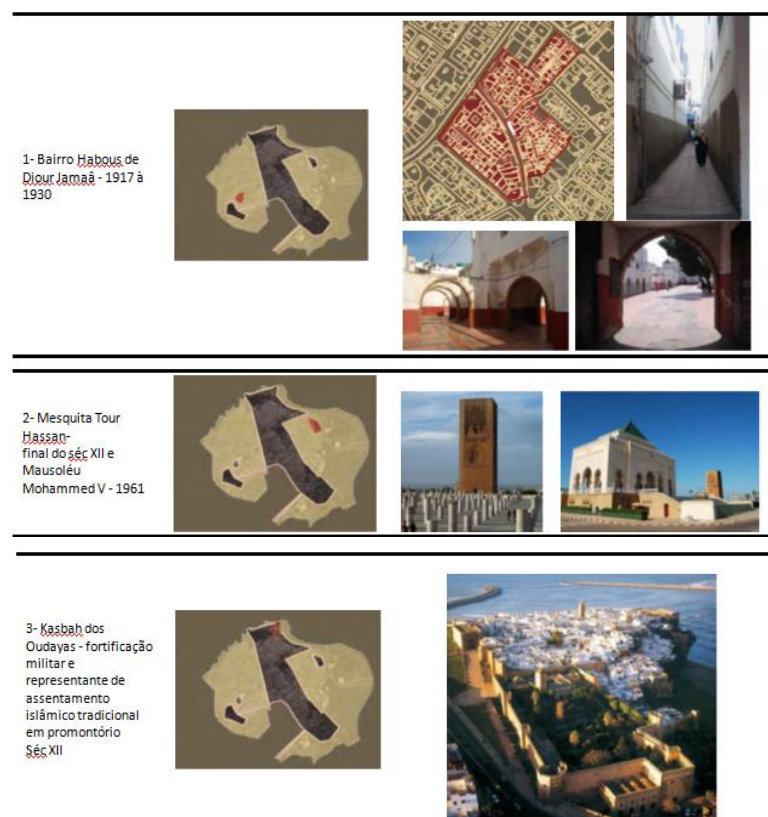 1- Bairro Habous de
Diour Jamaâ - 1917 à
1930
2- Mesquita Tour
Hassan-
final do séc XII e
Mausoléu
Mohammed V - 1961
3- Kasbah dos
Oudayas - fortificação
militar e
representante de
assentamento
islâmico tradicional
em promontório
Séc XII